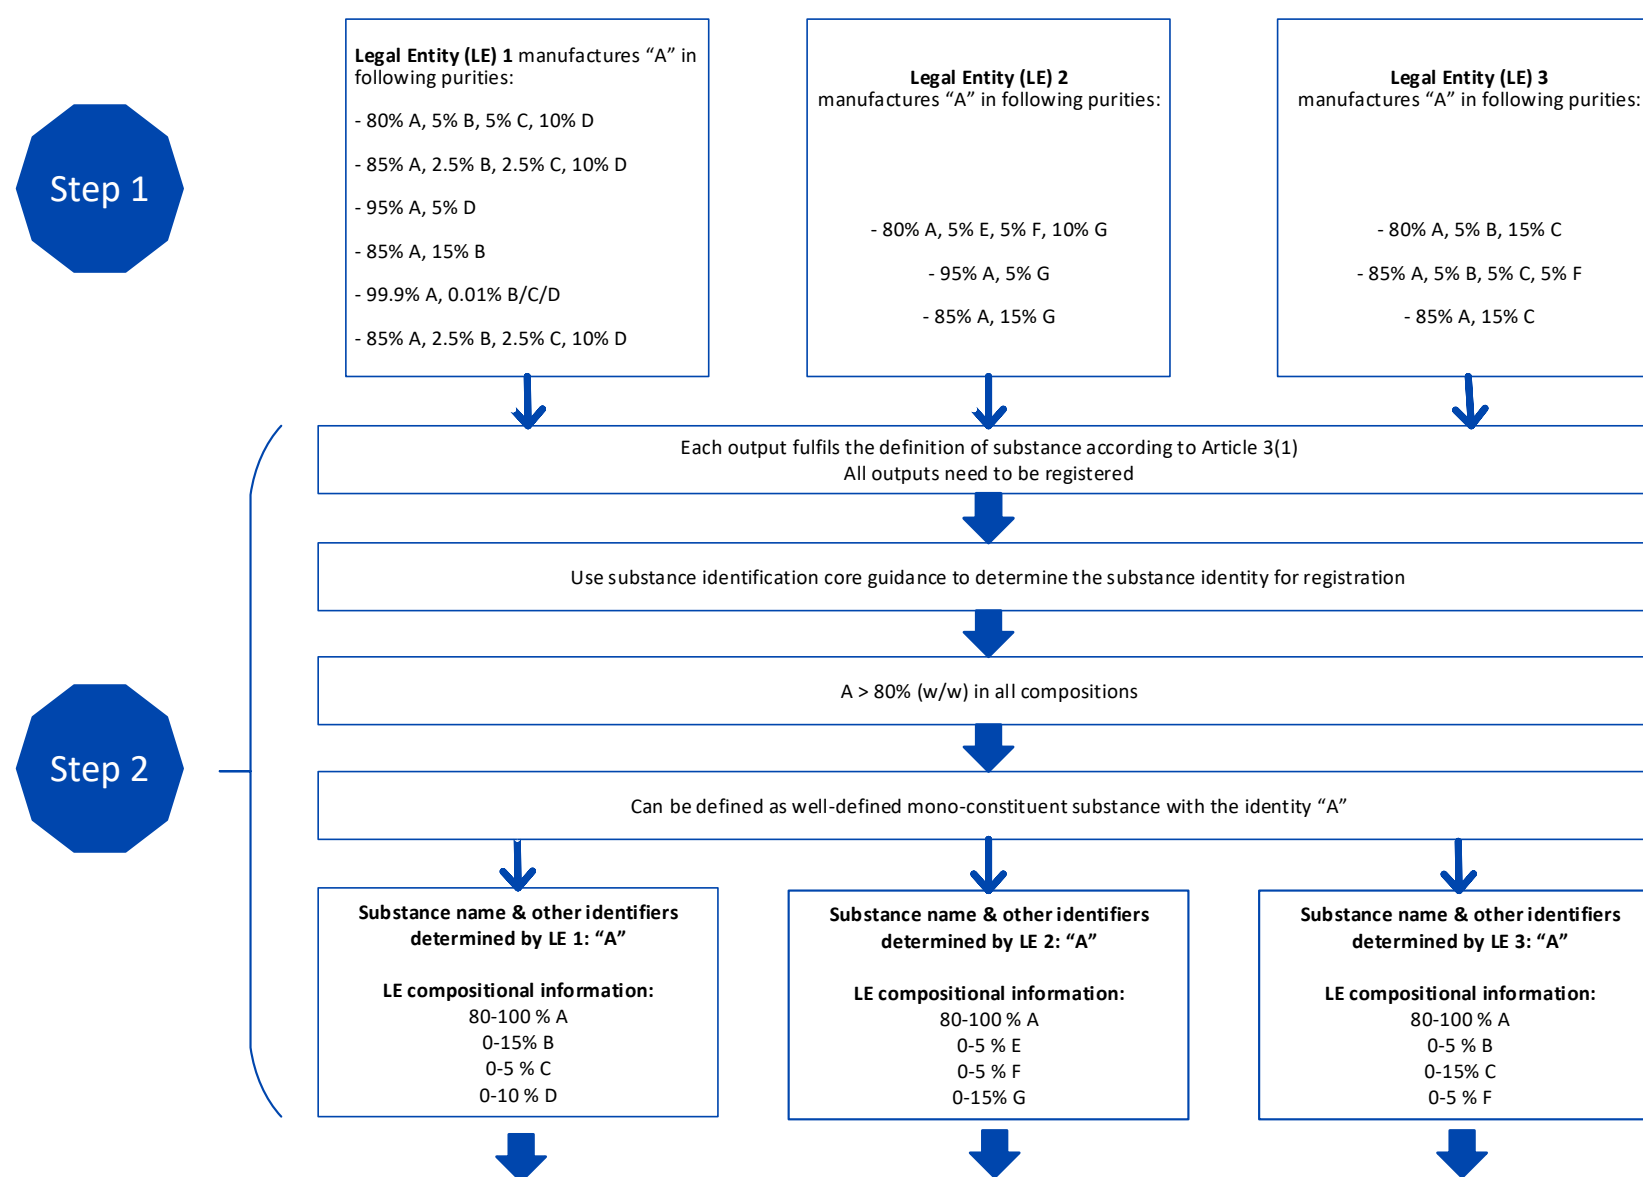 Step 1
Legal Entity (LE) 1 manufactures “A” in
following purities:
- 80% A, 5% B, 5% C, 10% D
- 85% A, 2.5% B, 2.5% C, 10% D
- 95% A, 5% D
- 85% A, 15% B
- 99.9% A, 0.01% B/C/D
- 85% A, 2.5% B, 2.5% C, 10% D
Legal Entity (LE) 2
manufactures “A” in following purities:
- 80% A, 5% E, 5% F, 10% G
- 95% A, 5% G
- 85% A, 15% G
Legal Entity (LE) 3
manufactures “A” in following purities:
- 80% A, 5% B, 15% C
- 85% A, 5% B, 5% C, 5% F
- 85% A, 15% C
Step 2
Each output fulfils the definition of substance according to Article 3(1)
All outputs need to be registered
Use substance identification core guidance to determine the substance identity for registration
A > 80% (w/w) in all compositions
Can be defined as well-defined mono-constituent substance with the identity “A”
Substance name & other identifiers
determined by LE 1: “A”
LE compositional information:
80-100 % A
0-15% B
0-5 % C
0-10 % D
Substance name & other identifiers
determined by LE 2: “A”
LE compositional information:
80-100 % A
0-5 % E
0-5 % F
0-15% G
Substance name & other identifiers
determined by LE 3: “A”
LE compositional information:
80-100 % A
0-5 % B
0-15% C
0-5 % F